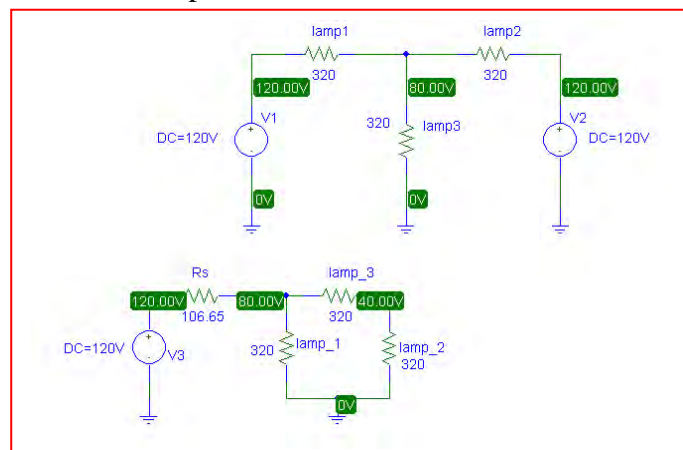 lamp1
lamp2
320
320
120.00V
80.00V
120.00V
V1
320
lamp3
V2
DC=120V
DC=120V
+
-
+
-
0V
0V
Rs
lamp_3
120.00V
80.00V
40.00V
106.65
320
lamp_1
lamp_2
DC=120V
+
-
V3
320
320
0V